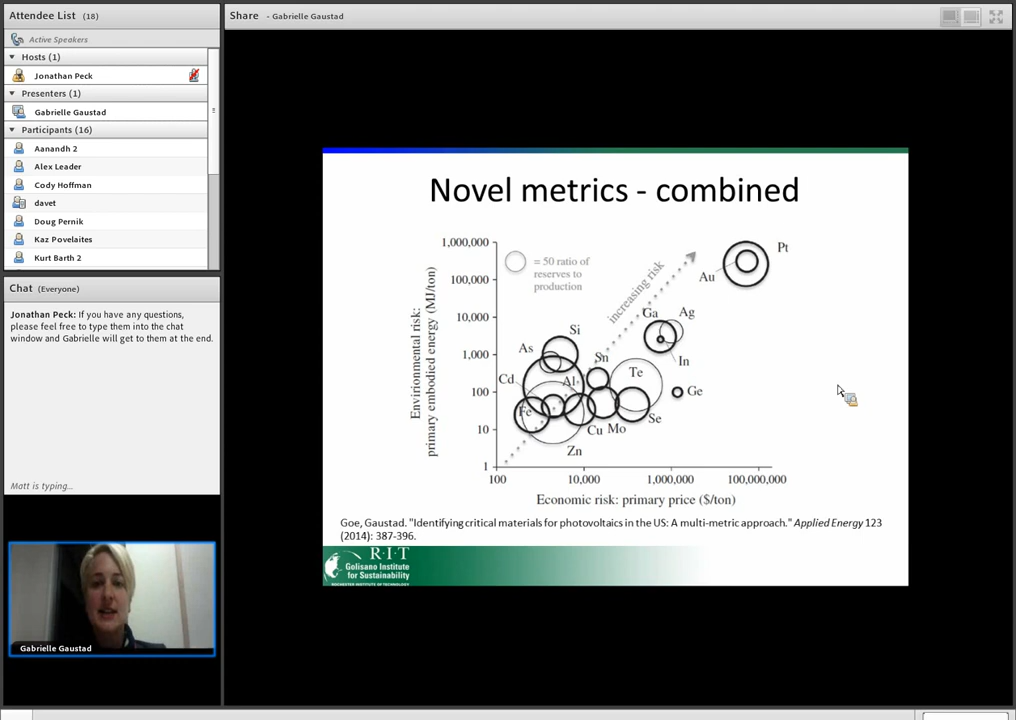 Attendee List (18)
Active Speakers
Hosts (1)
Jonathan Peck
Presenters (1)
Gabrielle Gaustad
Participants (16)
Aanandh 2
Alex Leader
Cody Hoffman
davet
Doug Pernik
Kaz Povelaites
Kurt Barth 2
Chat (Everyone)
Jonathan Peck: If you have any questions,
please feel free to type them into the chat
window and Gabrielle will get to them at the end.
Matt is typing...
Gabrielle Gaustad
Share - Gabrielle Gaustad
Novel metrics - combined
Envirionmental risk:
primary embodied energy (MJ/ton)
1,000,000
100,000
10,000
1,000
100
10
1
= 50 ratio of
reserves to
production
increasing risk
Pt
Au
Ga
Ag
In
Si
As
Sn
Cd
Al
Te
Ge
Fe
Se
Cu
Mo
Zn
100
10,000
1,000,000
100,000,000
Economic risk: primary price ($/ton)
Goe, Gaustad. "Identifying critical materials for photovoltaics in the US: A multi-metric approach." Applied Energy 123
(2014): 387-396.
R·I·T
Golisano Institute
for Sustainability
ROCHESTER INSTITUTE OF TECHNOLOGY